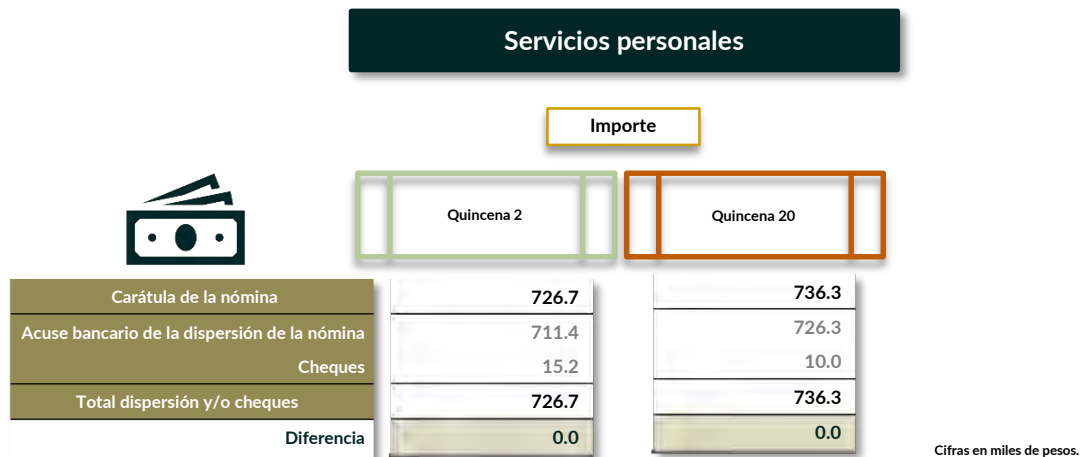 Servicios personales
Importe
Quincena 2
Quincena 20
Carátula de la nómina 726.7 736.3
Acuse bancario de la dispersión de la nómina 711.4 726.3
Cheques 15.2 10.0
Total dispersión y/o cheques 726.7 736.3
Diferencia 0.0 0.0
Cifras en miles de pesos.